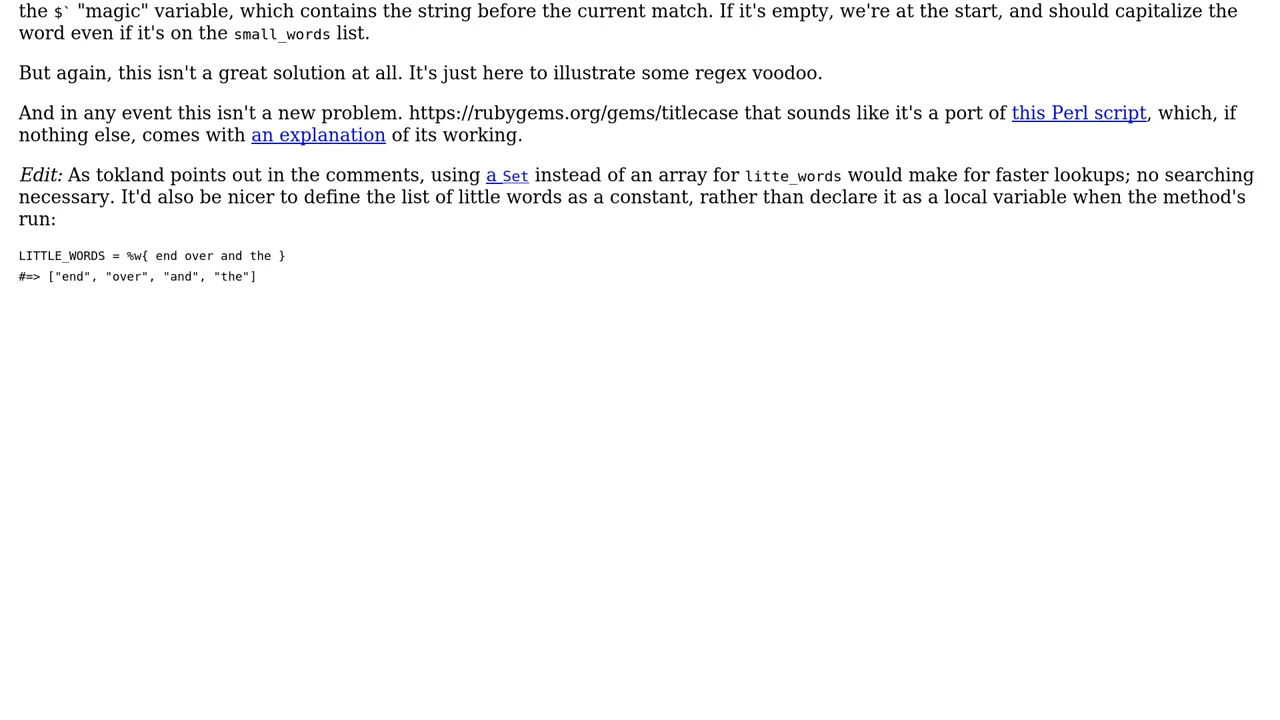 the $` "magic" variable, which contains the string before the current match. If it's empty, we're at the start, and should capitalize the
word even if it's on the small_words list.
But again, this isn't a great solution at all. It's just here to illustrate some regex voodoo.
And in any event this isn't a new problem. https://rubygems.org/gems/titlecase that sounds like it's a port of this Perl script, which, if
nothing else, comes with an explanation of its working.
Edit: As tokland points out in the comments, using a Set instead of an array for litte_words would make for faster lookups; no searching
necessary. It'd also be nicer to define the list of little words as a constant, rather than declare it as a local variable when the method's
run:
LITTLE_WORDS = %w{ end over and the }
#=> ["end", "over", "and", "the"]